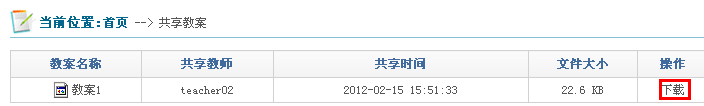 当前位置:首页 --> 共享教案
教案名称 共享教师 共享时间 文件大小 操作
教案1 teacher02 2012-02-15 15:51:33 22.6 KB 下载